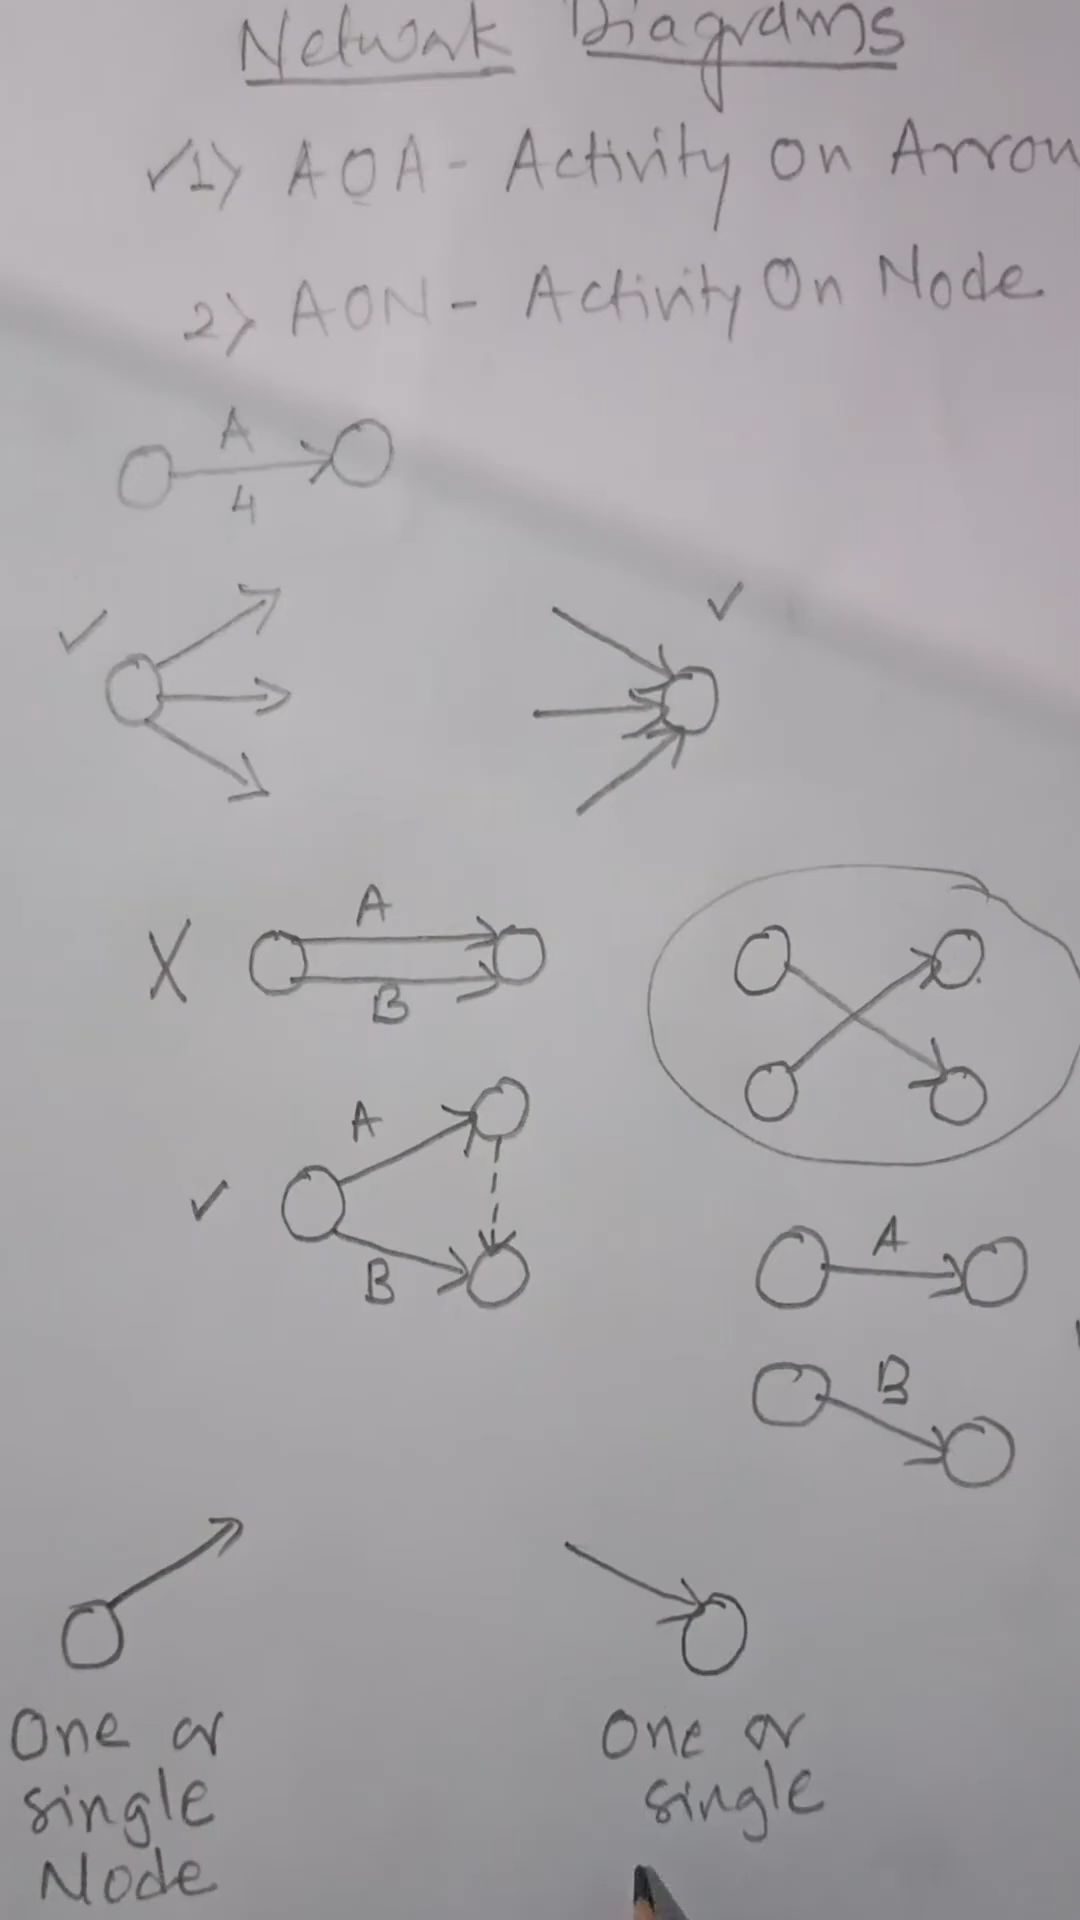 Network Diagrams
✓1) AOA - Activity On Arrow
2) AON - Activity On Node
A
4
✓
✓
X
A
B
A
✓
B
A
B
One or
single
Node
One or
single